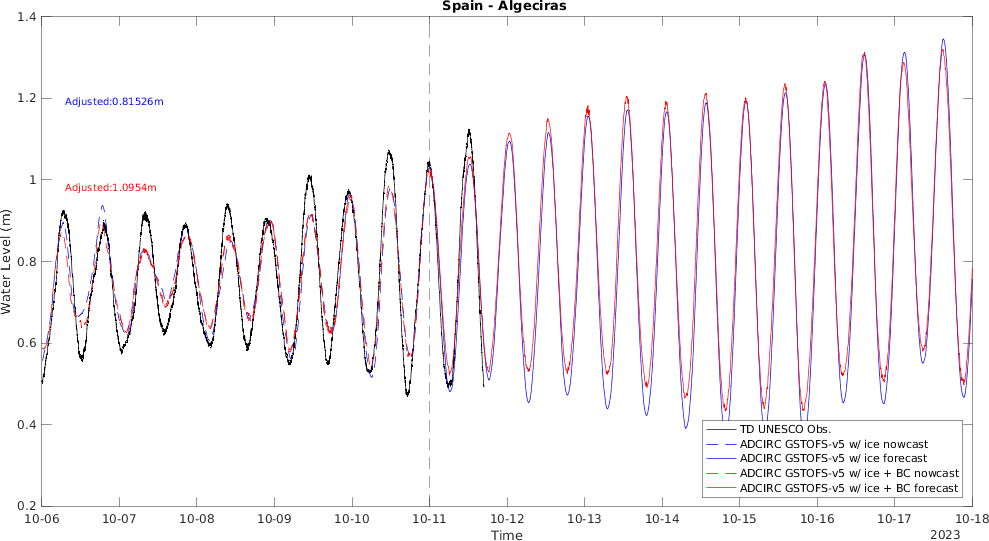 Spain - Algeciras
1.4
1.2
1
0.8
0.6
0.4
0.2
Water Level (m)
Adjusted:0.81526m
Adjusted:1.0954m
TD UNESCO Obs.
ADCIRC GSTOFS-v5 w/ ice nowcast
ADCIRC GSTOFS-v5 w/ ice forecast
ADCIRC GSTOFS-v5 w/ ice + BC nowcast
ADCIRC GSTOFS-v5 w/ ice + BC forecast
10-06 10-07 10-08 10-09 10-10 10-11 10-12 10-13 10-14 10-15 10-16 10-17 10-18
Time
2023